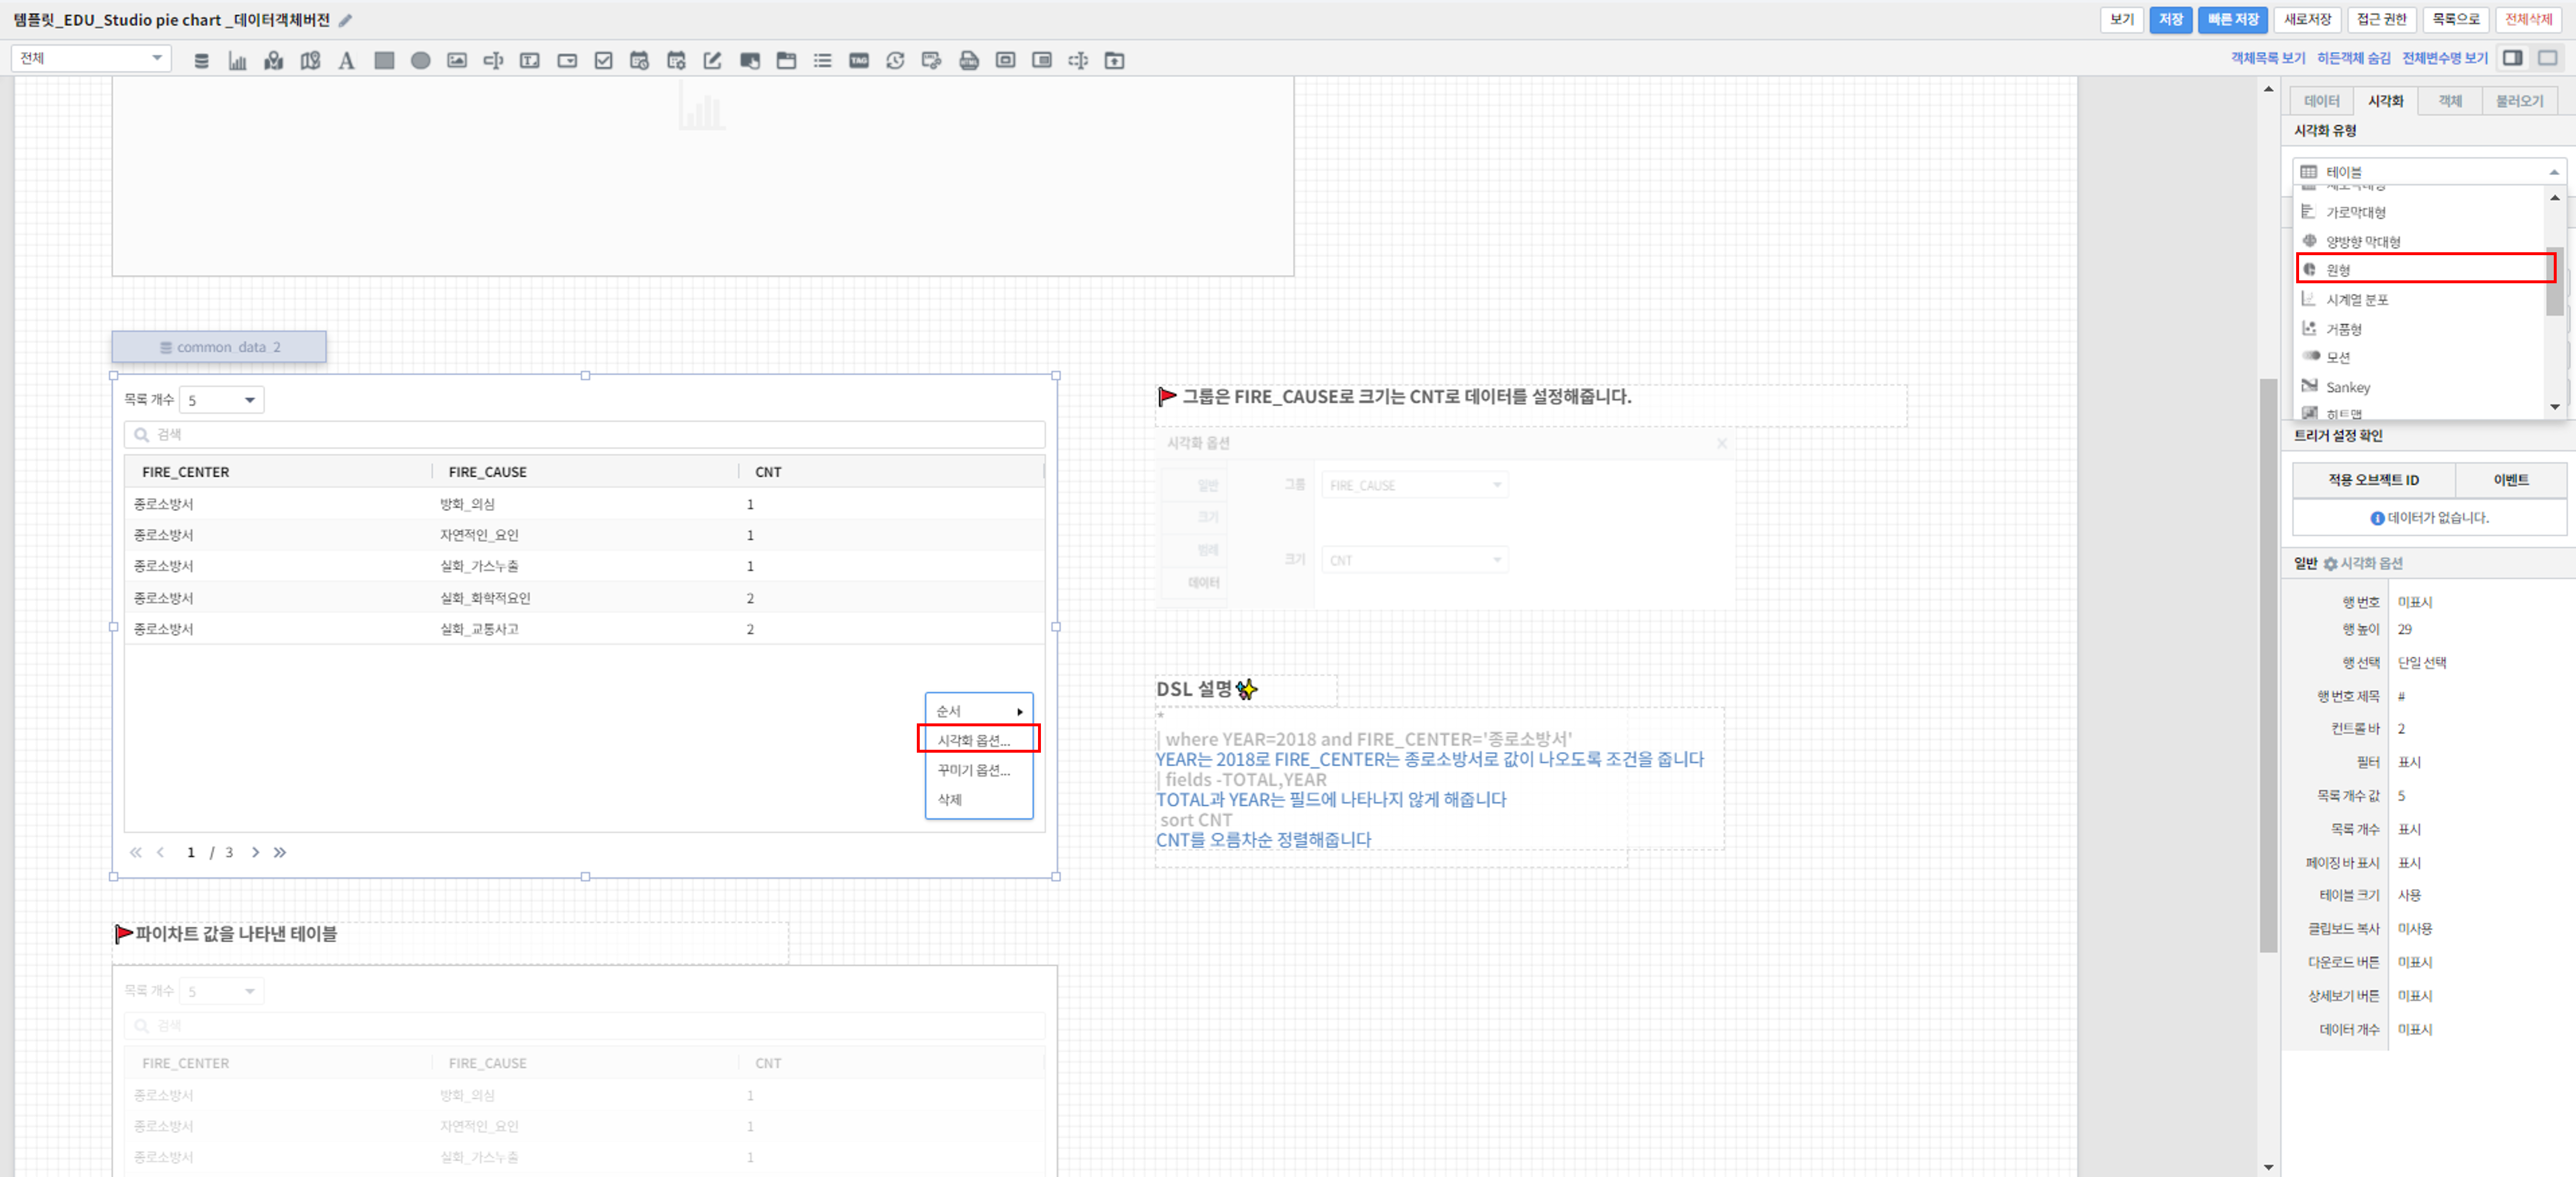 템플릿_EDU_Studio pie chart _데이터객체버전
보기
저장
빠른 저장
새로저장
접근 권한
목록으로
전체삭제
전체
TAG
객체목록 보기
히든객체 숨김
전체변수명 보기
데이터
시각화
객체
불러오기
시각화 유형
테이블
세로막대형
가로막대형
양방향 막대형
원형
시계열 분포
거품형
모션
Sankey
히트맵
트리거 설정 확인
적용 오브젝트 ID
이벤트
데이터가 없습니다.
일반
시각화 옵션
행 번호 미표시
행 높이 29
행 선택 단일 선택
행 번호 제목 #
컨트롤 바 2
필터 표시
목록 개수 값 5
목록 개수 표시
페이징 바 표시 표시
테이블 크기 사용
클립보드 복사 미사용
다운로드 버튼 미표시
상세보기 버튼 미표시
데이터 개수 미표시
common_data_2
목록 개수 5
검색
FIRE_CENTER FIRE_CAUSE CNT
종로소방서 방화_의심 1
종로소방서 자연적인_요인 1
종로소방서 실화_가스누출 1
종로소방서 실화_화학적요인 2
종로소방서 실화_교통사고 2
순서
시각화 옵션...
꾸미기 옵션...
삭제
1 / 3
그룹은 FIRE_CAUSE로 크기는 CNT로 데이터를 설정해줍니다.
시각화 옵션
일반
크기
범례
데이터
그룹 FIRE_CAUSE
크기 CNT
DSL 설명
*
| where YEAR=2018 and FIRE_CENTER='종로소방서'
YEAR는 2018로 FIRE_CENTER는 종로소방서로 값이 나오도록 조건을 줍니다
| fields -TOTAL,YEAR
TOTAL과 YEAR는 필드에 나타나지 않게 해줍니다
sort CNT
CNT를 오름차순 정렬해줍니다
파이차트 값을 나타낸 테이블
목록 개수 5
검색
FIRE_CENTER FIRE_CAUSE CNT
종로소방서 방화_의심 1
종로소방서 자연적인_요인 1
종로소방서 실화_가스누출 1